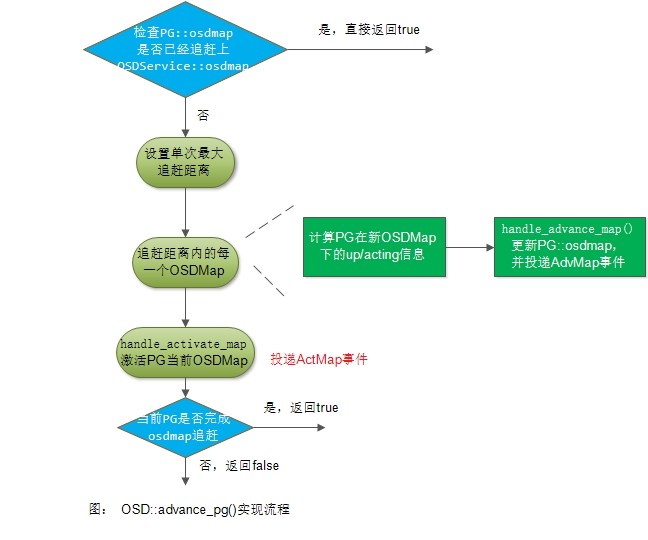 检查PG::osdmap
是否已经追赶上
OSDService::osdmap
是，直接返回true
否
设置单次最大
追赶距离
追赶距离内的每
一个OSDMap
计算PG在新OSDMap
下的up/acting信息
handle_advance_map()
更新PG::osdmap，
并投递AdvMap事件
handle_activate_map
激活PG当前OSDMap
投递ActMap事件
当前PG是否完成
osdmap追赶
是，返回true
否，返回false
图： OSD::advance_pg()实现流程